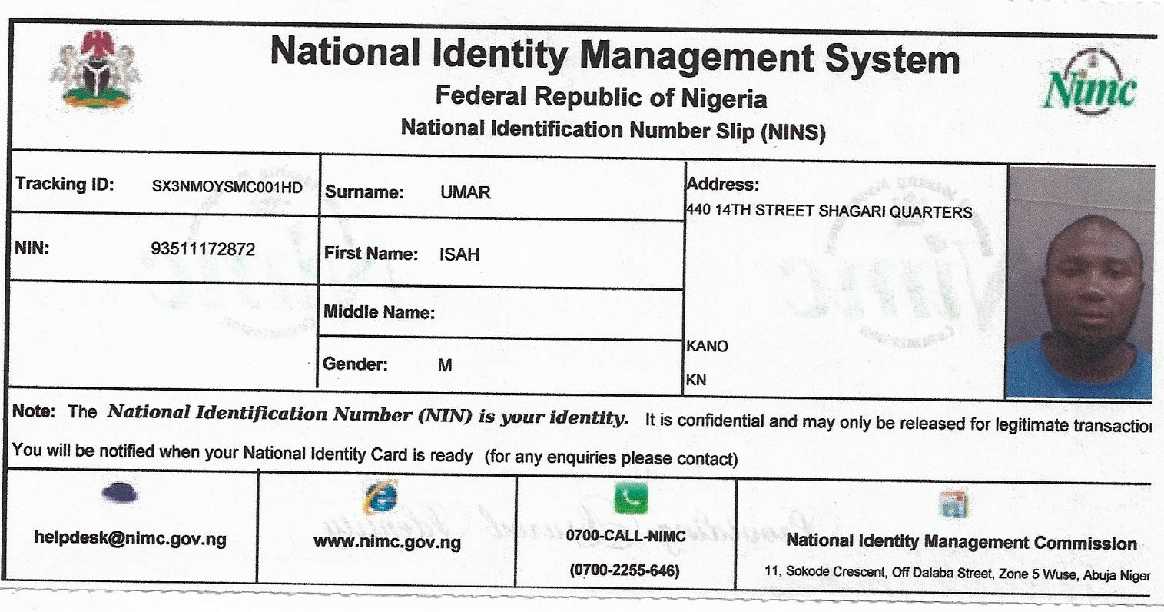 National Identity Management System
Federal Republic of Nigeria
National Identification Number Slip (NINS)
Nimc
Tracking ID: SX3NMOYSMC001HD
Surname: UMAR
Address:
440 14TH STREET SHAGARI QUARTERS
NIN: 93511172872
First Name: ISAH
Middle Name:
KANO
Gender: M
KN
Note: The National Identification Number (NIN) is your identity. It is confidential and may only be released for legitimate transactio
You will be notified when your National Identity Card is ready (for any enquiries please contact)
helpdesk@nimc.gov.ng
www.nimc.gov.ng
0700-CALL-NIMC
(0700-2255-646)
National Identity Management Commission
11, Sokode Crescent, Off Dalaba Street, Zone 5 Wuse, Abuja Niger